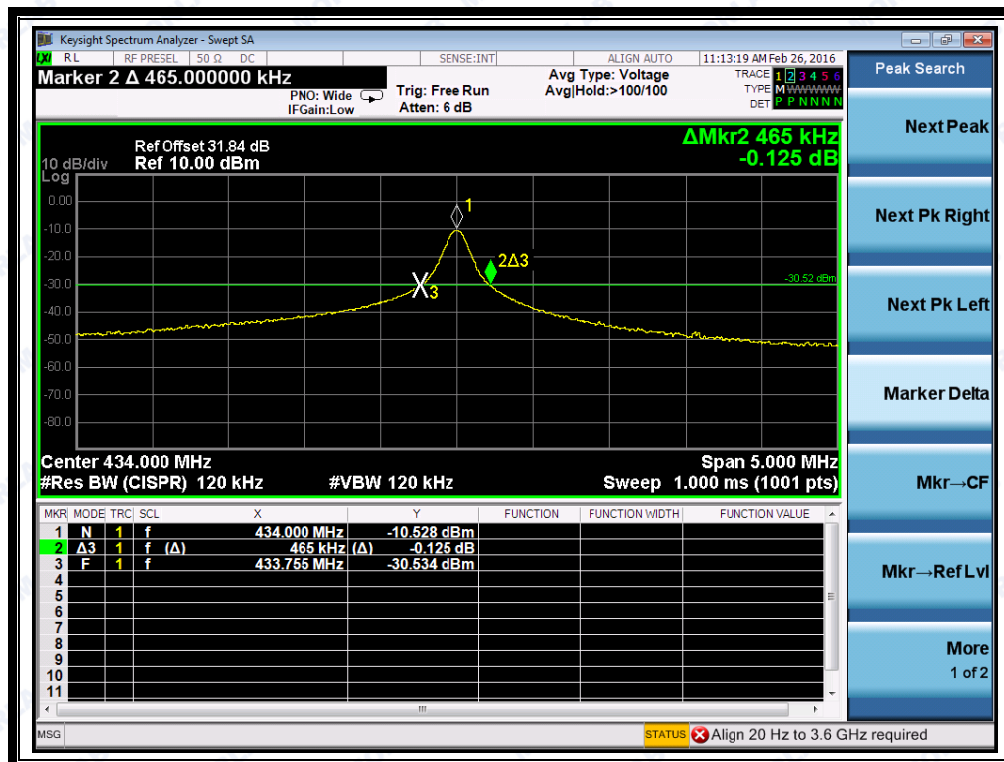 Keysight Spectrum Analyzer - Swept SA
LXI RL RF PRESEL 50 Ω DC SENSE:INT ALIGN AUTO 11:13:19 AM Feb 26, 2016
Marker 2 Δ 465.000000 kHz
PNO: Wide
IFGain:Low
Trig: Free Run
Atten: 6 dB
Avg Type: Voltage
Avg|Hold:>100/100
TRACE 1 2 3 4 5 6
TYPE M WWWWW
DET P P N N N N
Peak Search
Next Peak
Next Pk Right
Next Pk Left
Marker Delta
Mkr→CF
Mkr→Ref Lvl
More
1 of 2
ΔMkr2 465 kHz
-0.125 dB
Ref Offset 31.84 dB
10 dB/div Ref 10.00 dBm
Log
0.00
-10.0
-20.0
-30.0
-40.0
-50.0
-60.0
-70.0
-80.0
1
2Δ3
3
-30.52 dBm
Center 434.000 MHz Span 5.000 MHz
#Res BW (CISPR) 120 kHz #VBW 120 kHz Sweep 1.000 ms (1001 pts)
MKR MODE TRC SCL X Y FUNCTION FUNCTION WIDTH FUNCTION VALUE
1 N 1 f 434.000 MHz -10.528 dBm
2 Δ3 1 f (Δ) 465 kHz (Δ) -0.125 dB
3 F 1 f 433.755 MHz -30.534 dBm
4
5
6
7
8
9
10
11
MSG STATUS Align 20 Hz to 3.6 GHz required